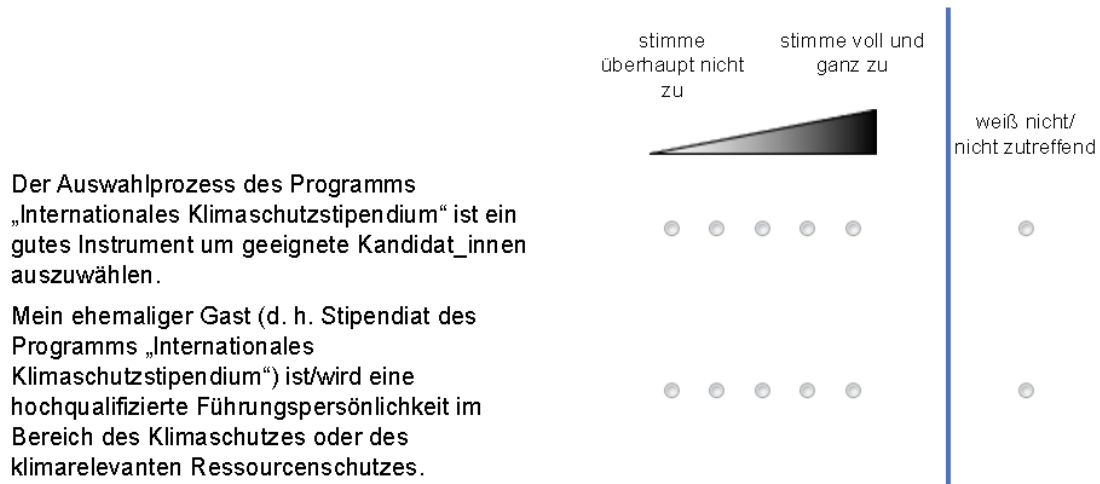 stimme
überhaupt nicht
zu
stimme voll und
ganz zu
weiß nicht/
nicht zutreffend
Der Auswahlprozess des Programms
„Internationales Klimaschutzstipendium“ ist ein
gutes Instrument um geeignete Kandidat_innen
auszuwählen.
Mein ehemaliger Gast (d. h. Stipendiat des
Programms „Internationales
Klimaschutzstipendium“) ist/wird eine
hochqualifizierte Führungspersönlichkeit im
Bereich des Klimaschutzes oder des
klimarelevanten Ressourcenschutzes.